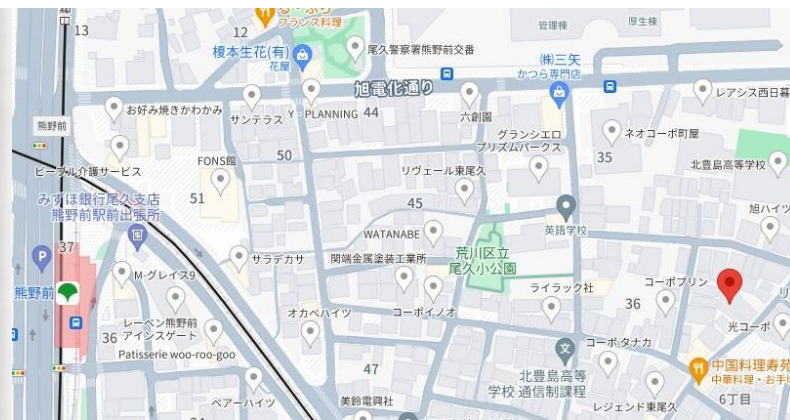 13
12
る・ぷり
フランス料理
榎本生花(有)
花屋
尾久警察署熊野前交番
管理棟
厚生棟
(株)三矢
かつら専門店
旭電化通り
レアシス西日暮
お好み焼きかわかみ
サンテラス
Y PLANNING
44
六創園
熊野前
グランシエロ
プリズムパークス
ネオコーポ町屋
35
ピープル介護サービス
FONS館
50
リヴェール東尾久
北豊島高等学校
51
みずほ銀行尾久支店
熊野前駅前出張所
45
旭ハイツ
英語学校
WATANABE
37
サラデカサ
関端金属塗装工業所
荒川区立
尾久小公園
M-グレイス9
熊野前
コーポプリン
ライラック社
36
レーベン熊野前
アインスゲート
オカベハイツ
コーポイノオ
光コーポ
36
Patisserie woo-roo-goo
コーポタナカ
47
北豊島高等
学校 通信制課程
中国料理寿苑
中華料理・お手
ベアーハイツ
美鈴電興社
レジェンド東尾久
6丁目